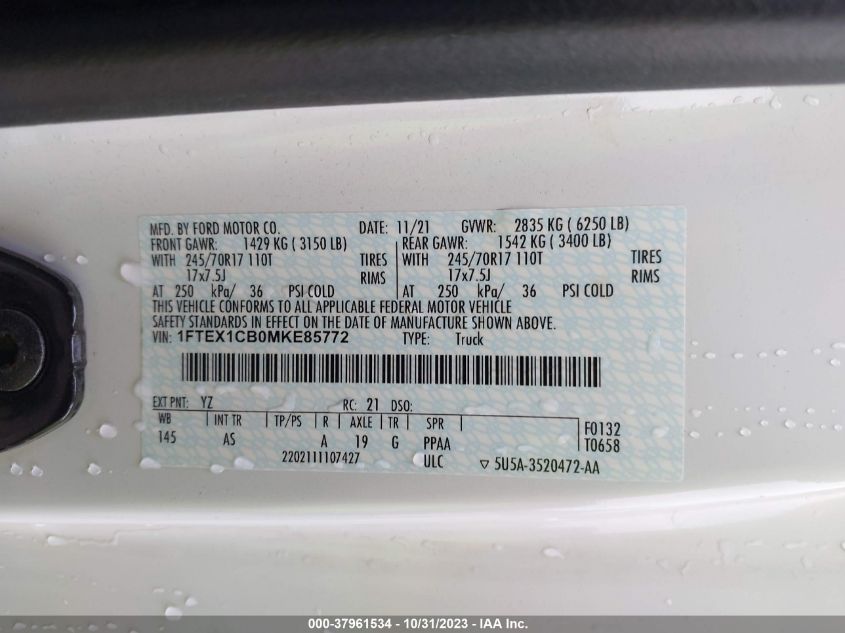 MFD. BY FORD MOTOR CO. DATE: 11/21 GVWR: 2835 KG ( 6250 LB)
FRONT GAWR: 1429 KG ( 3150 LB) REAR GAWR: 1542 KG ( 3400 LB)
WITH 245/70R17 110T TIRES WITH 245/70R17 110T TIRES
17x7.5J RIMS 17x7.5J RIMS
AT 250 kPa/ 36 PSI COLD AT 250 kPa/ 36 PSI COLD
THIS VEHICLE CONFORMS TO ALL APPLICABLE FEDERAL MOTOR VEHICLE
SAFETY STANDARDS IN EFFECT ON THE DATE OF MANUFACTURE SHOWN ABOVE.
VIN: 1FTEX1CB0MKE85772 TYPE: Truck
EXT PNT: YZ RC: 21 DSO:
WB INT TR TP/PS R AXLE TR SPR F0132
145 AS A 19 G PPAA T0658
2202111107427 ULC ▽ 5U5A-3520472-AA
000-37961534 - 10/31/2023 - IAA Inc.